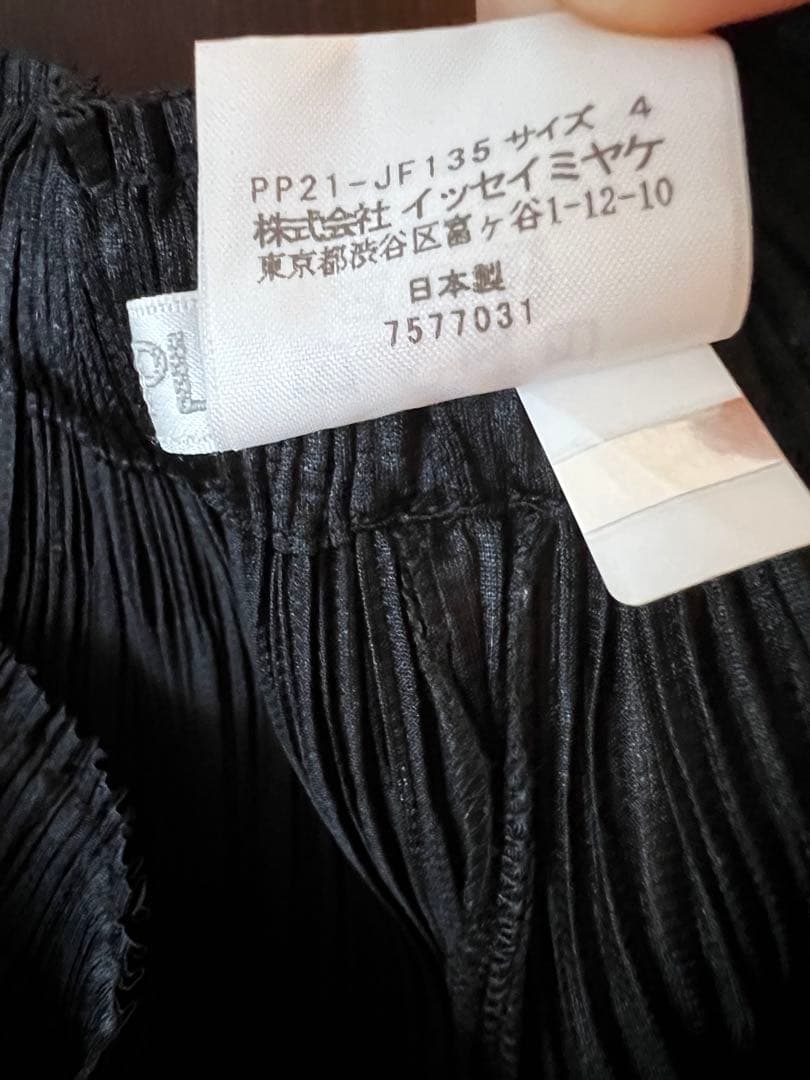 PP21-JF135 サイズ 4
株式会社 イッセイミヤケ
東京都渋谷区富ヶ谷1-12-10
日本製
7577031